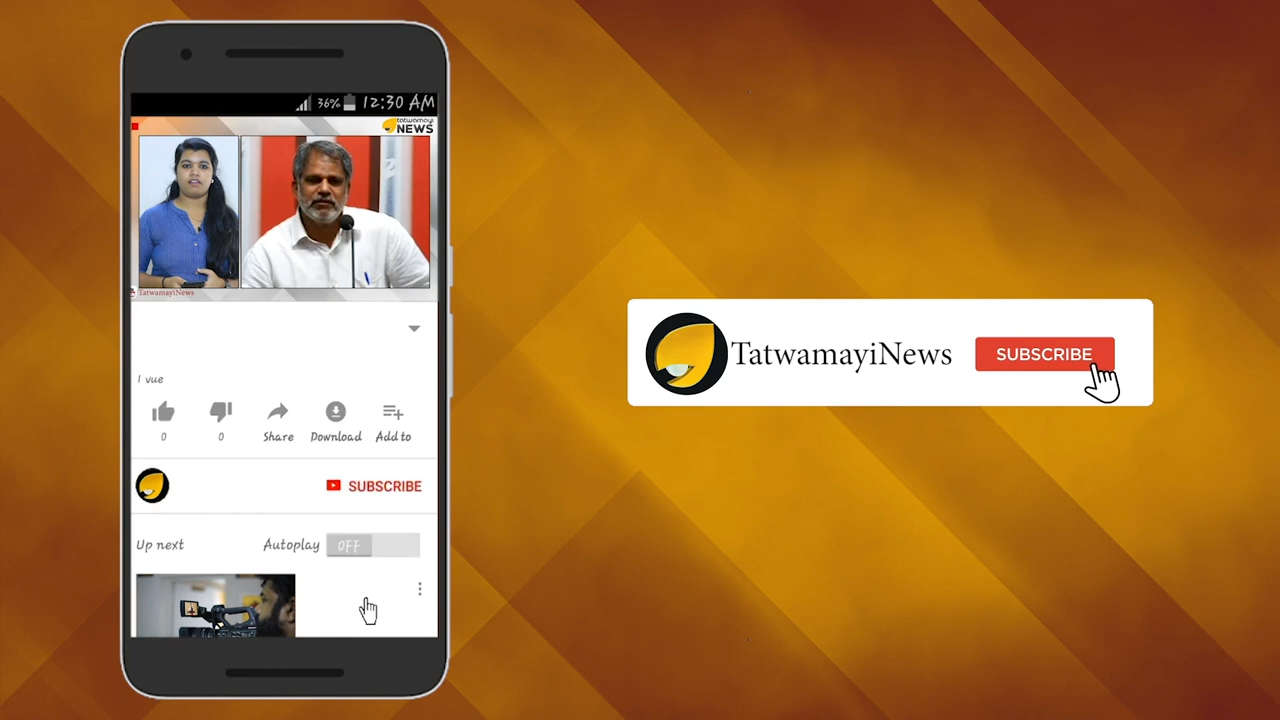 36% 12:30 AM
tatwamayi
NEWS
TatwamayiNews
1 vue
0 0 Share Download Add to
SUBSCRIBE
Up next Autoplay OFF
TatwamayiNews SUBSCRIBE